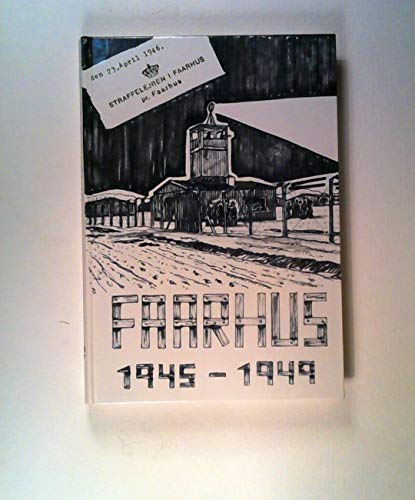 den 23.April 1946.
STRAFFELEJREN I FAARHUS
pr. Faarhus
FAARHUS
1945 - 1949